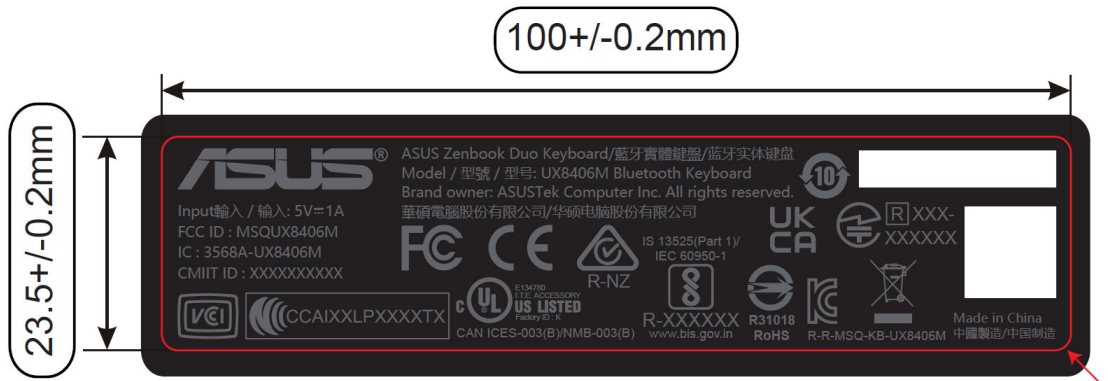 100+/-0.2mm
23.5+/-0.2mm
ASUS®
ASUS Zenbook Duo Keyboard/藍牙實體鍵盤/蓝牙实体键盘
Model / 型號 / 型号: UX8406M Bluetooth Keyboard
Brand owner: ASUSTek Computer Inc. All rights reserved.
華碩電腦股份有限公司/华硕电脑股份有限公司
10
Input輸入 / 输入: 5V⎓1A
FCC ID : MSQUX8406M
IC : 3568A-UX8406M
CMIIT ID : XXXXXXXXXX
FC CE
R-NZ
IS 13525(Part 1)/
IEC 60950-1
R-XXXXXX
www.bis.gov.in
UK
CA
R XXX-
XXXXXX
VCI
CCAIXXLPXXXXTX
c UL US LISTED
E134780
I.T.E. ACCESSORY
Factory ID : K
CAN ICES-003(B)/NMB-003(B)
R31018
RoHS
R-R-MSQ-KB-UX8406M
Made in China
中國製造/中国制造